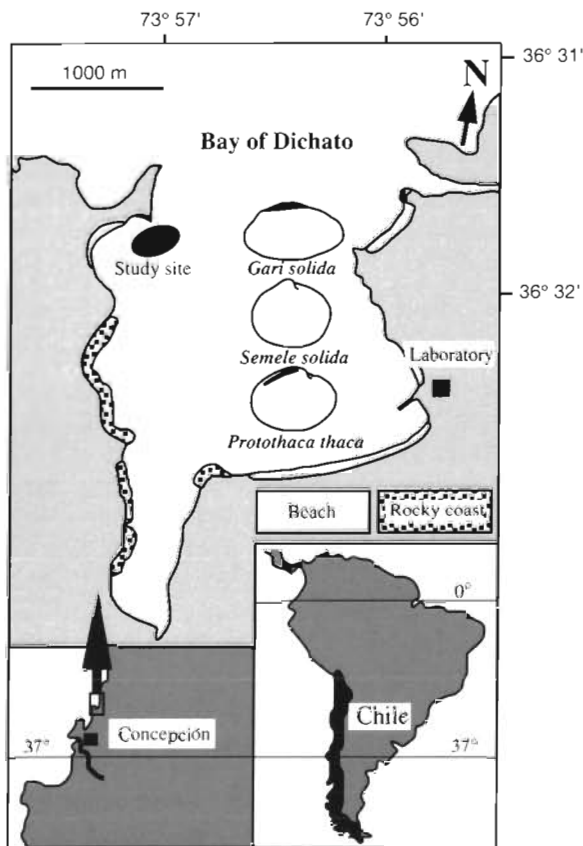 73° 57'
73° 56'
36° 31'
1000 m
N
Bay of Dichato
Study site
Gari solida
36° 32'
Semele solida
Laboratory
Protothaca thaca
Beach
Rocky coast
0°
Chile
Concepción
37°
37°